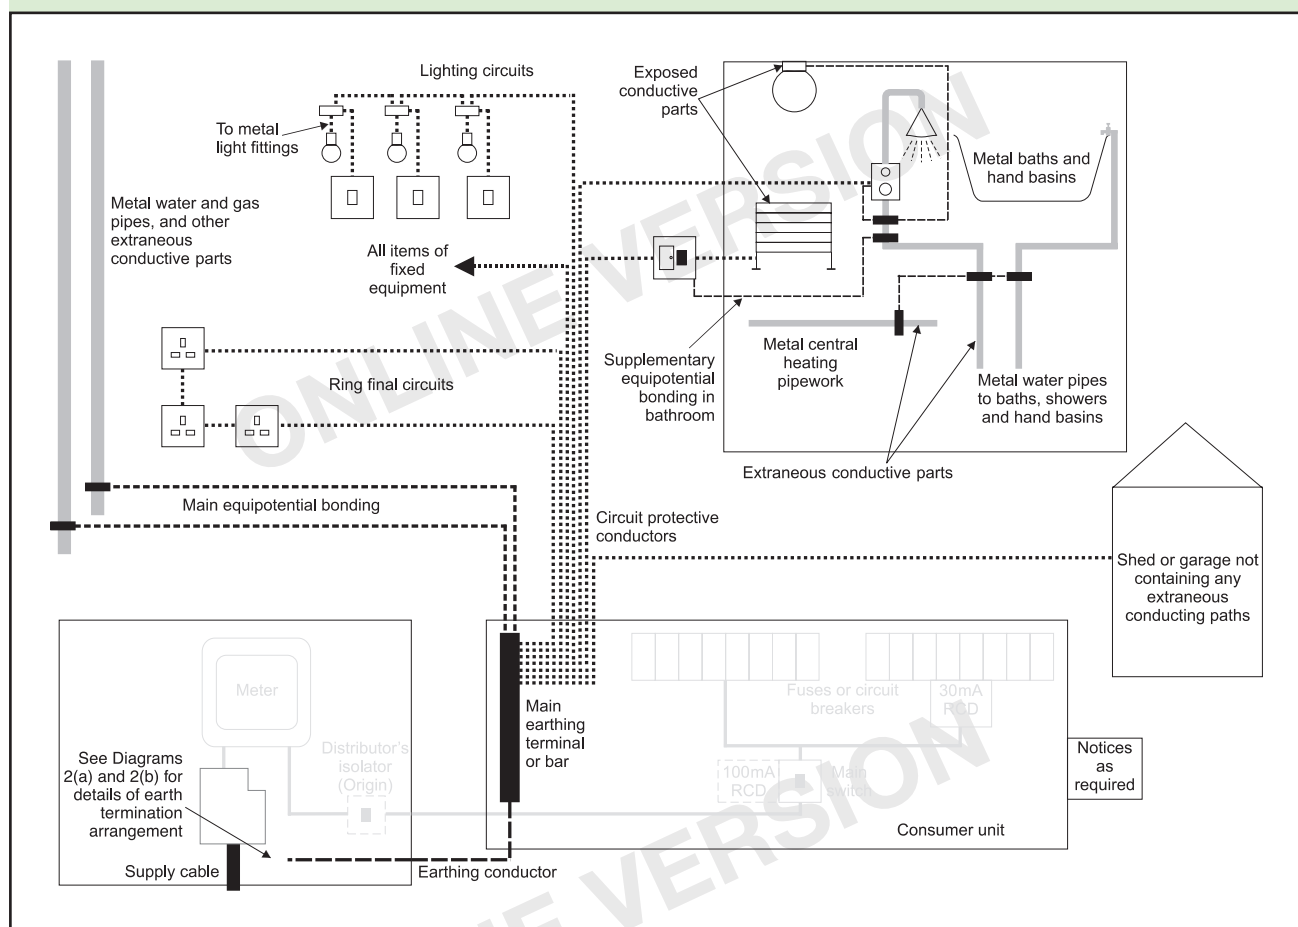 Lighting circuits
To metal
light fittings
Exposed
conductive
parts
Metal baths and
hand basins
Metal water and gas
pipes, and other
extraneous
conductive parts
All items of
fixed
equipment
Ring final circuits
Supplementary
equipotential
bonding in
bathroom
Metal central
heating
pipework
Metal water pipes
to baths, showers
and hand basins
Extraneous conductive parts
Main equipotential bonding
Circuit protective
conductors
Shed or garage not
containing any
extraneous
conducting paths
Meter
Distributor's
isolator
(Origin)
See Diagrams
2(a) and 2(b) for
details of earth
termination
arrangement
Supply cable
Earthing conductor
Main
earthing
terminal
or bar
Fuses or circuit
breakers
30mA
RCD
100mA
RCD
Main
switch
Consumer unit
Notices
as
required
ONLINE VERSION
ONLINE VERSION